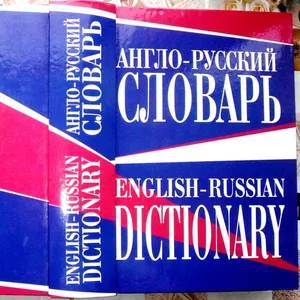 АНГЛО-РУССКИЙ
СЛОВАРЬ
ENGLISH-RUSSIAN
DICTIONARY
АНГЛО-РУССКИЙ
СЛОВАРЬ
ENGLISH-RUSSIAN
DICTIONARY